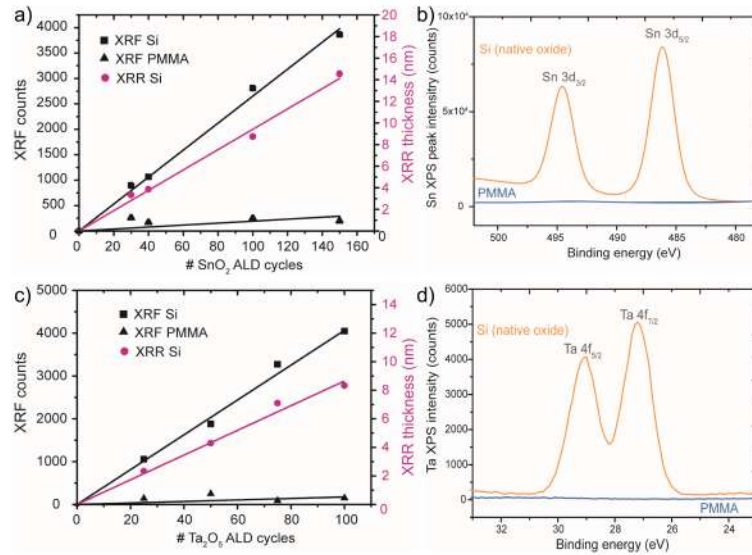 a)
XRF Si
XRF PMMA
XRR Si
4000
3500
3000
2500
2000
1500
1000
500
250
0
XRF counts
20
18
16
14
12
10
8
6
4
2
0
XRR thickness (nm)
0 20 40 60 80 100 120 140 160
# SnO₂ ALD cycles
b)
Sn 3d₅/₂
Si (native oxide)
Sn 3d₃/₂
PMMA
10x10⁴
5x10⁴
0
Sn XPS peak intensitry (counts)
500 495 490 485 480
Binding energy (eV)
c)
XRF Si
XRF PMMA
XRR Si
5000
4000
3000
2000
1000
0
XRF counts
14
12
10
8
6
4
2
0
XRR thickness (nm)
0 20 40 60 80 100
# Ta₂O₅ ALD cycles
d)
Ta 4f₁/₂
Si (native oxide)
Ta 4f₅/₂
PMMA
6000
5000
4000
3000
2000
1000
0
Ta XPS intensity (counts)
32 30 28 26 24
Binding energy (eV)